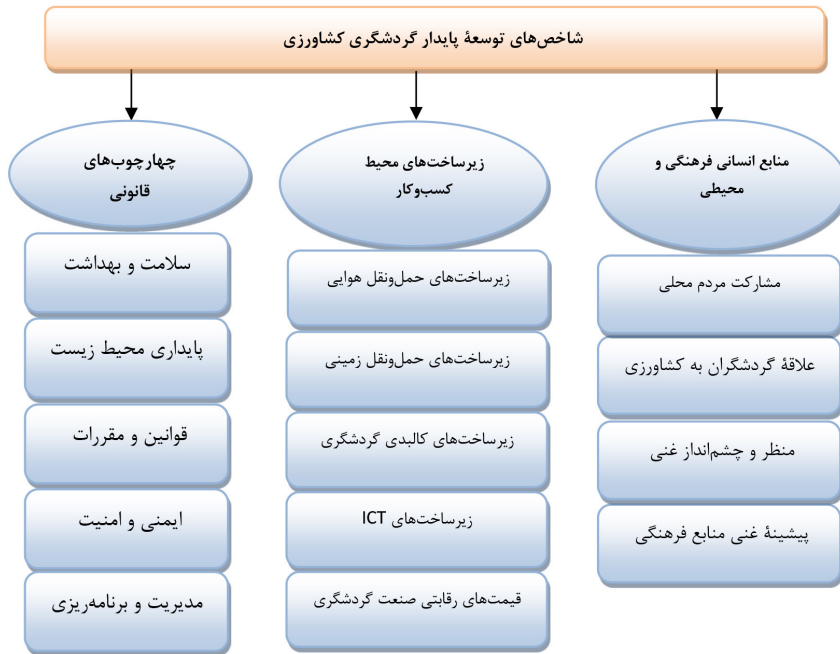 شاخص‌های توسعهٔ پایدار گردشگری کشاورزی
منابع انسانی فرهنگی و
محیطی
مشارکت مردم محلی
علاقهٔ گردشگران به کشاورزی
منظر و چشم‌انداز غنی
پیشینهٔ غنی منابع فرهنگی
زیرساخت‌های محیط
کسب‌وکار
زیرساخت‌های حمل‌ونقل هوایی
زیرساخت‌های حمل‌ونقل زمینی
زیرساخت‌های کالبدی گردشگری
زیرساخت‌های ICT
قیمت‌های رقابتی صنعت گردشگری
چهارچوب‌های
قانونی
سلامت و بهداشت
پایداری محیط زیست
قوانین و مقررات
ایمنی و امنیت
مدیریت و برنامه‌ریزی